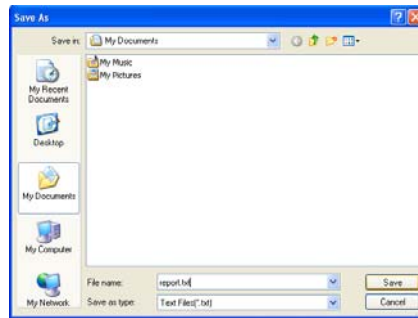 Save As
Save in: My Documents
My Music
My Pictures
My Recent
Documents
Desktop
My Documents
My Computer
My Network
File name: report.txt
Save
Save as type: Text Files(*.txt)
Cancel